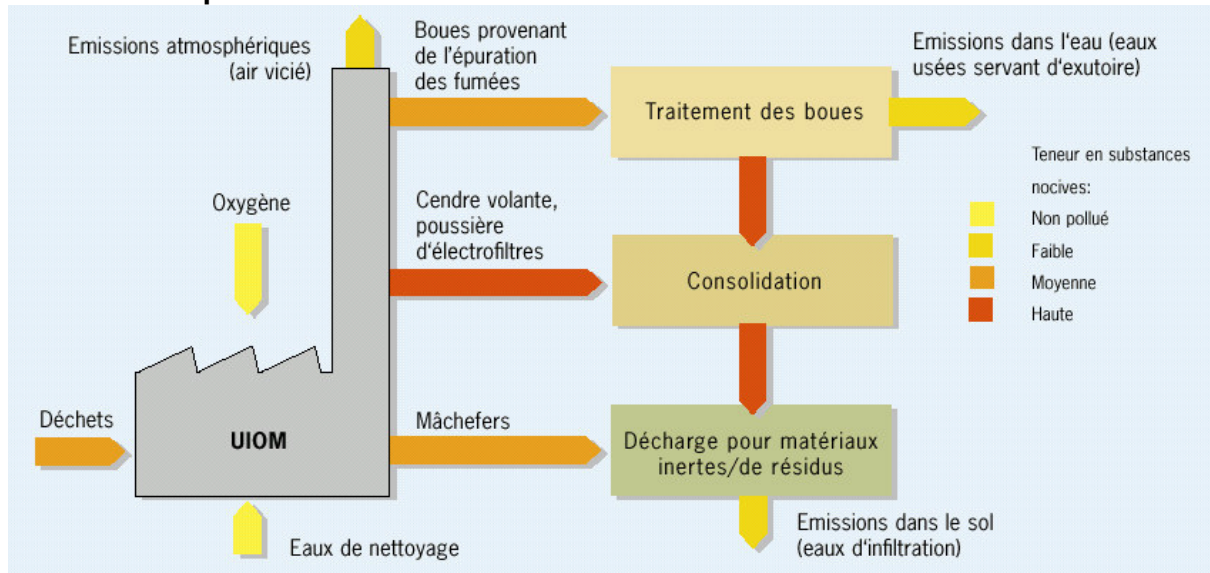 Emissions atmosphériques
(air vicié)
Boues provenant
de l'épuration
des fumées
Emissions dans l'eau (eaux
usées servant d'exutoire)
Traitement des boues
Teneur en substances
nocives:
Non pollué
Faible
Moyenne
Haute
Oxygène
Cendre volante,
poussière
d'électrofiltres
Consolidation
Déchets
UIOM
Mâchefers
Décharge pour matériaux
inertes/de résidus
Eaux de nettoyage
Emissions dans le sol
(eaux d'infiltration)